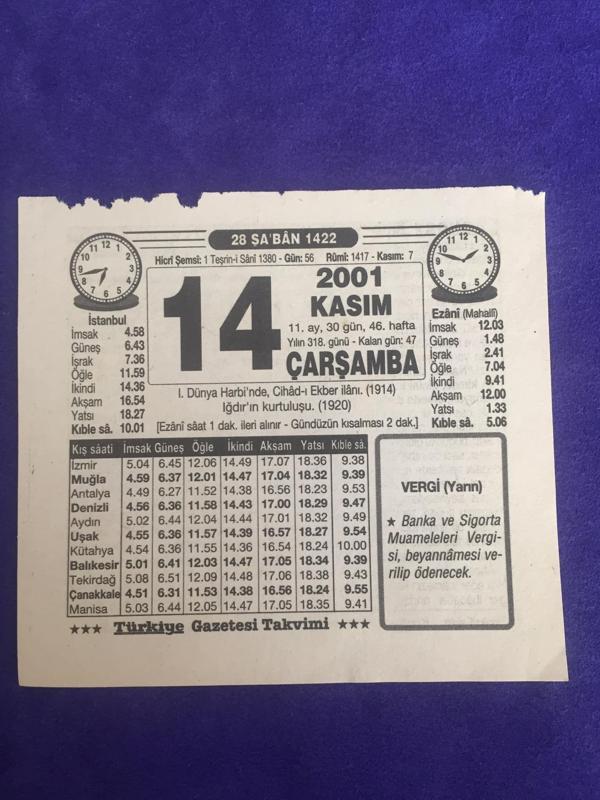 28 ŞA'BÂN 1422
Hicrî Şemsî: 1 Teşrin-i Sânî 1380 - Gün: 56 Rûmî: 1417 - Kasım: 7
14
2001
KASIM
11. ay, 30 gün, 46. hafta
Yılın 318. günü - Kalan gün: 47
ÇARŞAMBA
İstanbul
İmsak 4.58
Güneş 6.43
İşrak 7.36
Öğle 11.59
İkindi 14.36
Akşam 16.54
Yatsı 18.27
Kıble sâ. 10.01
Ezânî (Mahallî)
İmsak 12.03
Güneş 1.48
İşrak 2.41
Öğle 7.04
İkindi 9.41
Akşam 12.00
Yatsı 1.33
Kıble sâ. 5.06
I. Dünya Harbi'nde, Cihâd-ı Ekber ilânı. (1914)
Iğdır'ın kurtuluşu. (1920)
[Ezânî sâat 1 dak. ileri alınır - Gündüzün kısalması 2 dak.]
Kış sâati İmsak Güneş Öğle İkindi Akşam Yatsı Kıble sâ.
İzmir 5.04 6.45 12.06 14.49 17.07 18.36 9.38
Muğla 4.59 6.37 12.01 14.47 17.04 18.32 9.39
Antalya 4.49 6.27 11.52 14.38 16.56 18.23 9.53
Denizli 4.56 6.36 11.58 14.43 17.00 18.29 9.47
Aydın 5.02 6.44 12.04 14.44 17.01 18.32 9.49
Uşak 4.55 6.36 11.57 14.39 16.57 18.27 9.54
Kütahya 4.54 6.36 11.55 14.36 16.54 18.24 10.00
Balıkesir 5.01 6.41 12.03 14.47 17.05 18.34 9.39
Tekirdağ 5.08 6.51 12.09 14.48 17.06 18.38 9.43
Çanakkale 4.51 6.31 11.53 14.38 16.56 18.24 9.55
Manisa 5.03 6.44 12.05 14.47 17.05 18.35 9.41
VERGİ (Yarın)
★ Banka ve Sigorta
Muameleleri Vergi-
si, beyannâmesi ve-
rilip ödenecek.
★★★ Türkiye Gazetesi Takvimi ★★★